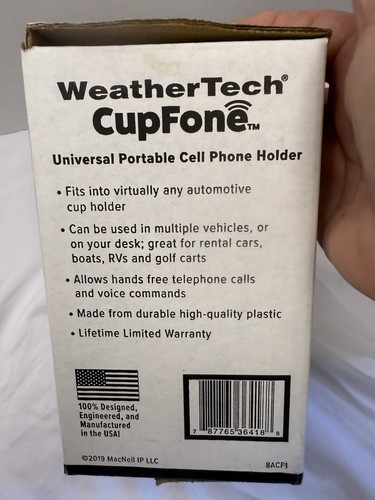 WeatherTech®
CupFone™
Universal Portable Cell Phone Holder
• Fits into virtually any automotive
cup holder
• Can be used in multiple vehicles, or
on your desk; great for rental cars,
boats, RVs and golf carts
• Allows hands free telephone calls
and voice commands
• Made from durable high-quality plastic
• Lifetime Limited Warranty
100% Designed,
Engineered, and
Manufactured
in the USA!
7 87765 36418 8
©2019 MacNeil IP LLC
8ACF1